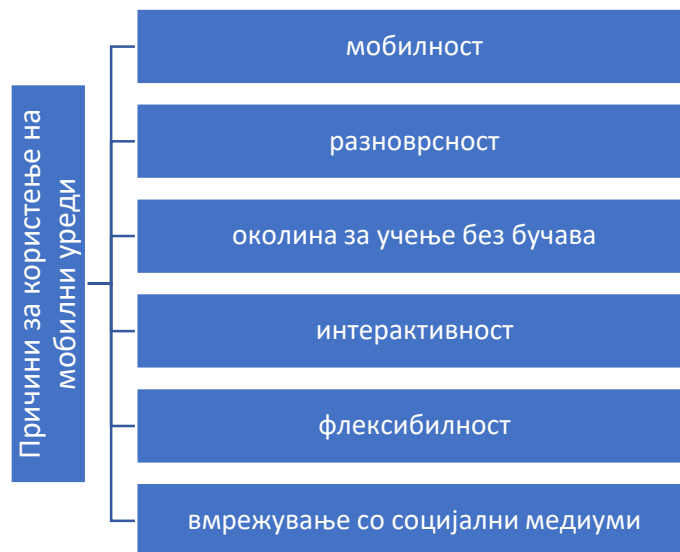 Причини за користење на
мобилни уреди
мобилност
разноврсност
околина за учење без бучава
интерактивност
флексибилност
вмрежување со социјални медиуми